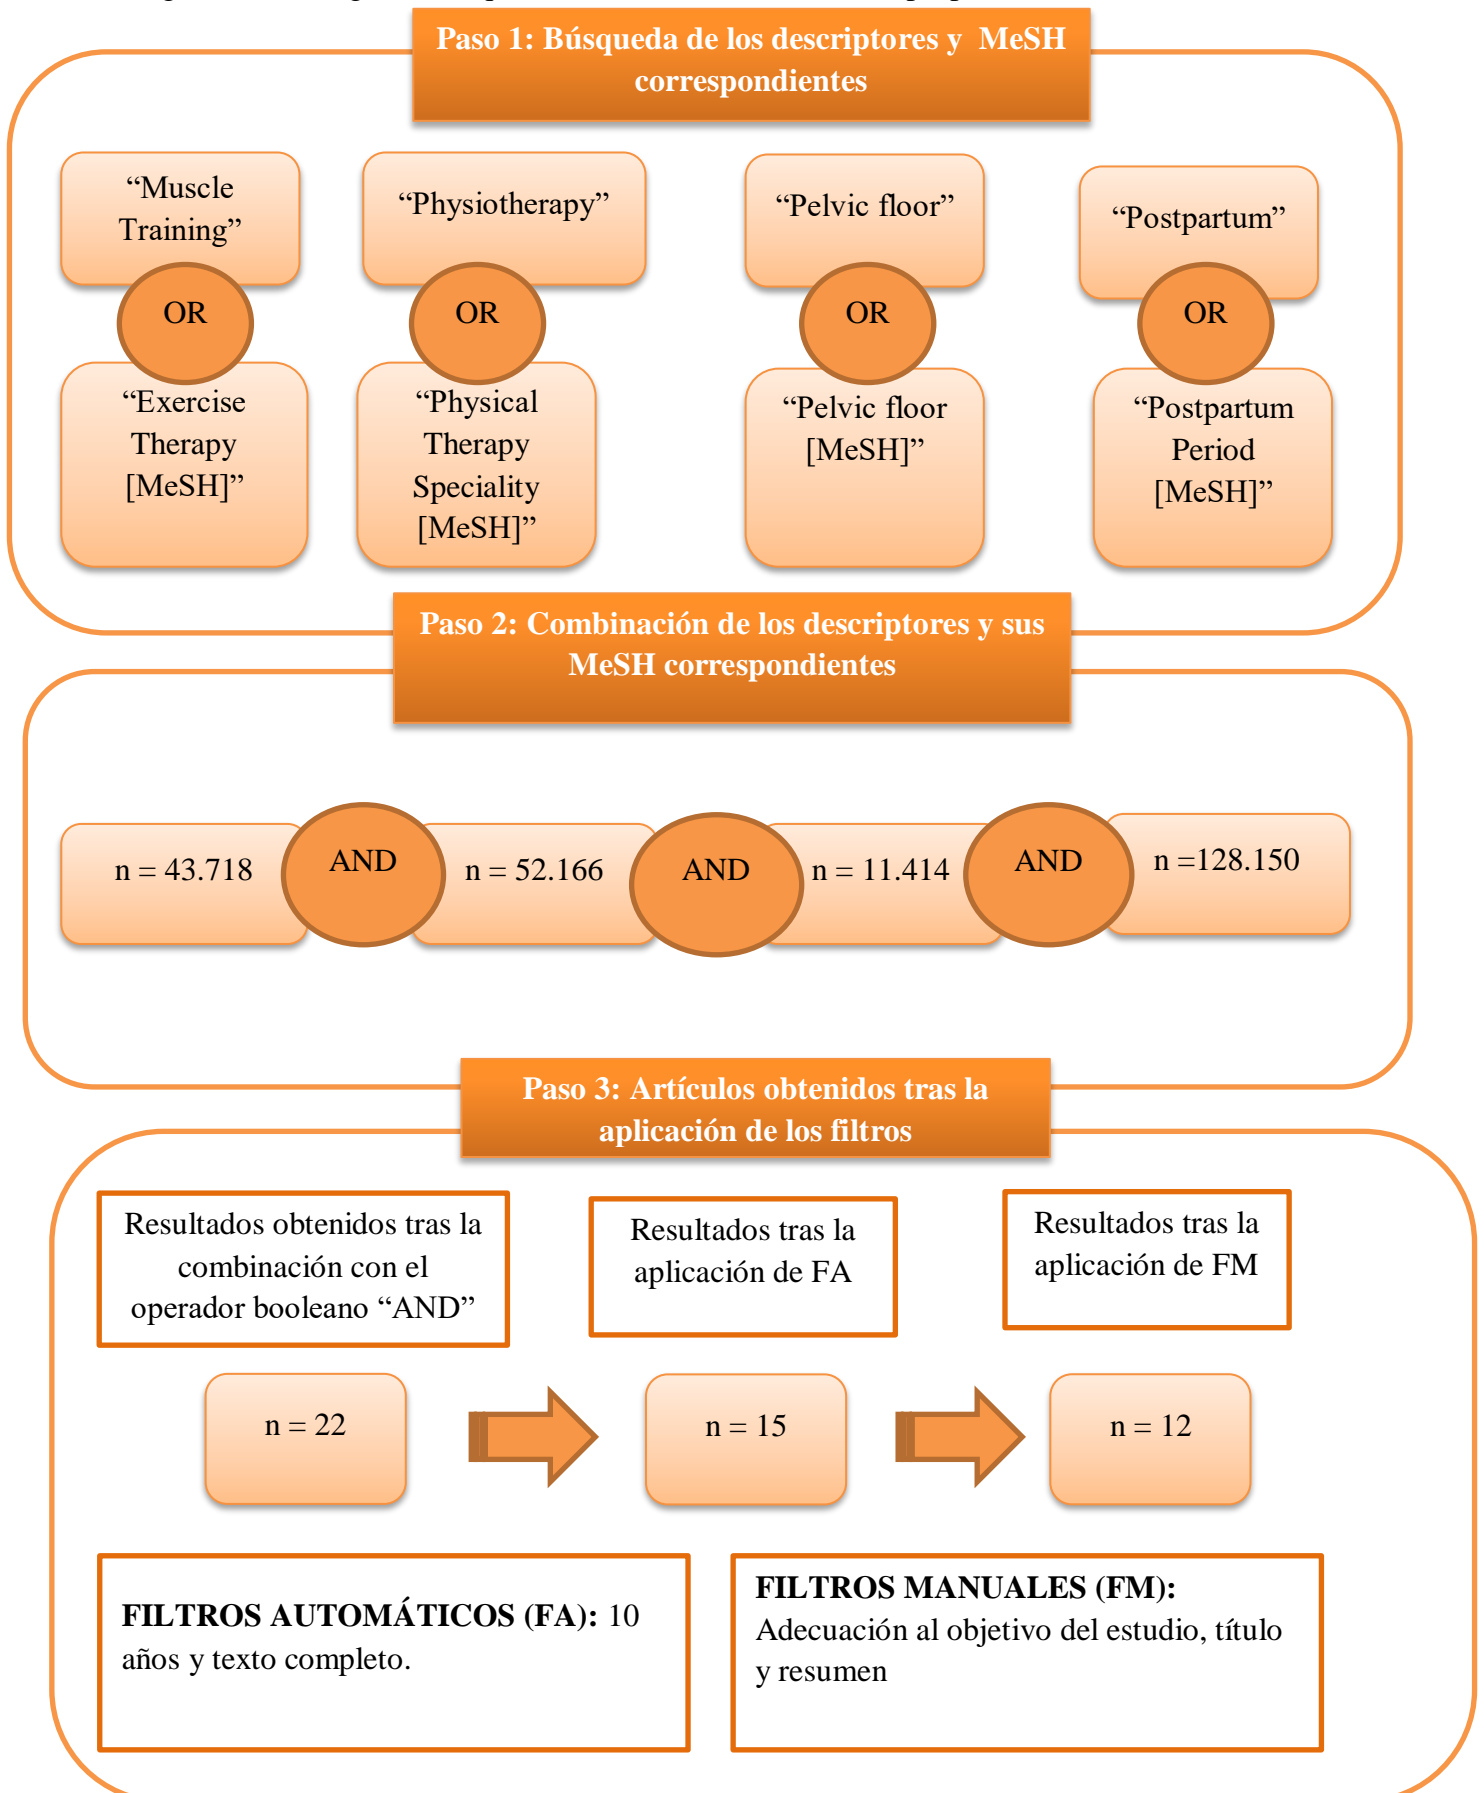 Paso 1: Búsqueda de los descriptores y MeSH
correspondientes
“Muscle
Training”
“Physiotherapy”
“Pelvic floor”
“Postpartum”
OR
OR
OR
OR
“Exercise
Therapy
[MeSH]”
“Physical
Therapy
Speciality
[MeSH]”
“Pelvic floor
[MeSH]”
“Postpartum
Period
[MeSH]”
Paso 2: Combinación de los descriptores y sus
MeSH correspondientes
n = 43.718
AND
n = 52.166
AND
n = 11.414
AND
n =128.150
Paso 3: Artículos obtenidos tras la
aplicación de los filtros
Resultados obtenidos tras la
combinación con el
operador booleano “AND”
Resultados tras la
aplicación de FA
Resultados tras la
aplicación de FM
n = 22
n = 15
n = 12
FILTROS AUTOMÁTICOS (FA): 10
años y texto completo.
FILTROS MANUALES (FM):
Adecuación al objetivo del estudio, título
y resumen